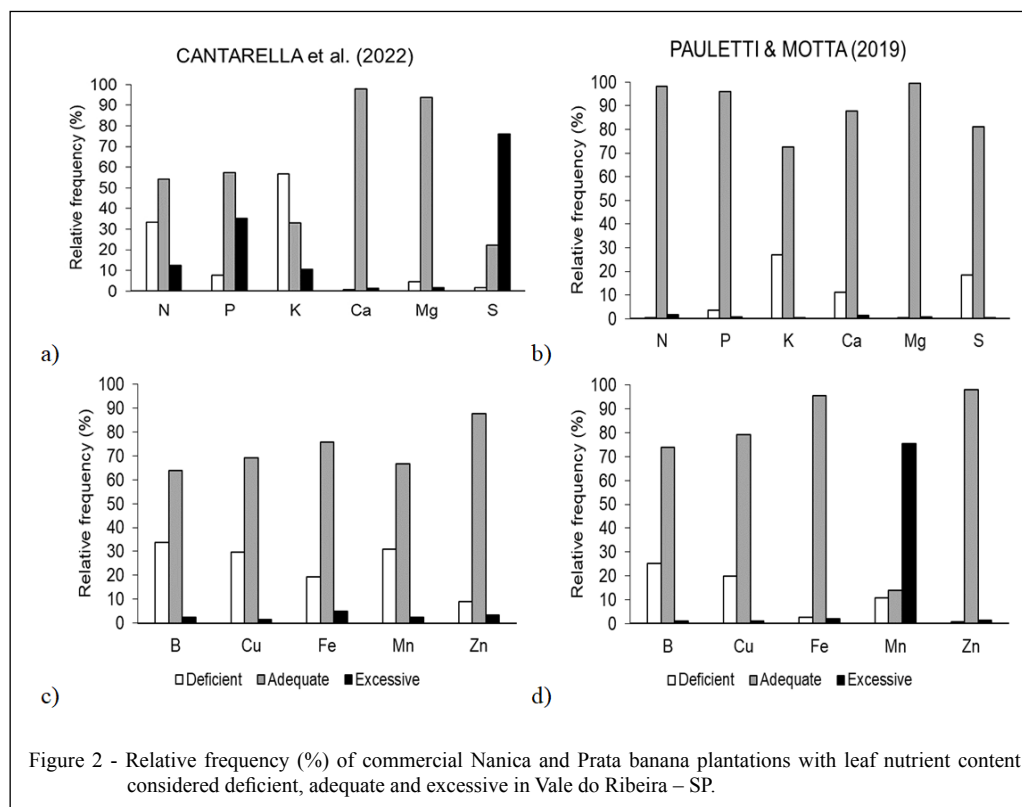 CANTARELLA et al. (2022)
Relative frequency (%)
100
90
80
70
60
50
40
30
20
10
0
N P K Ca Mg S
a)
PAULETTI & MOTTA (2019)
Relative frequency (%)
100
90
80
70
60
50
40
30
20
10
0
N P K Ca Mg S
b)
Relative frequency (%)
100
90
80
70
60
50
40
30
20
10
0
B Cu Fe Mn Zn
Deficient Adequate Excessive
c)
Relative frequency (%)
100
90
80
70
60
50
40
30
20
10
0
B Cu Fe Mn Zn
Deficient Adequate Excessive
d)
Figure 2 - Relative frequency (%) of commercial Nanica and Prata banana plantations with leaf nutrient content
considered deficient, adequate and excessive in Vale do Ribeira – SP.